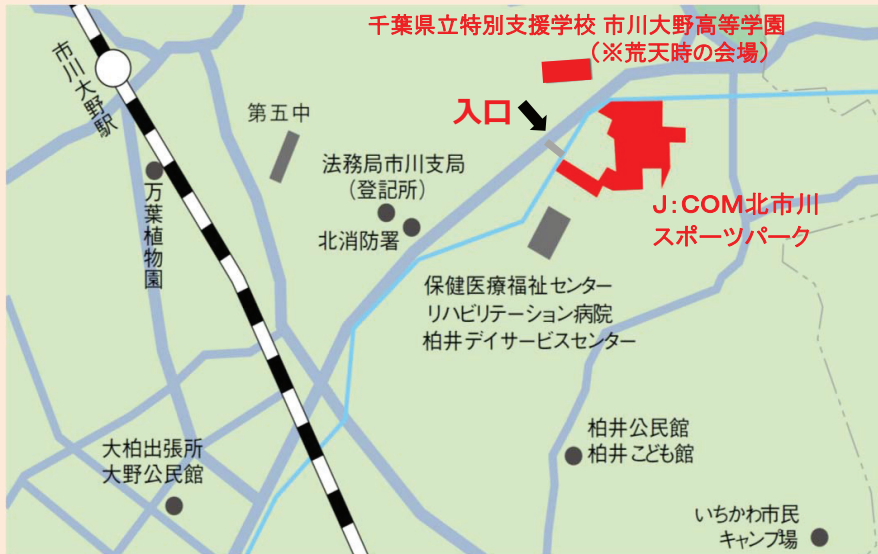 千葉県立特別支援学校 市川大野高等学園
(※荒天時の会場)
市川大野駅
入口
第五中
法務局市川支局
(登記所)
万葉植物園
J:COM北市川
スポーツパーク
北消防署
保健医療福祉センター
リハビリテーション病院
柏井デイサービスセンター
柏井公民館
柏井こども館
大柏出張所
大野公民館
いちかわ市民
キャンプ場